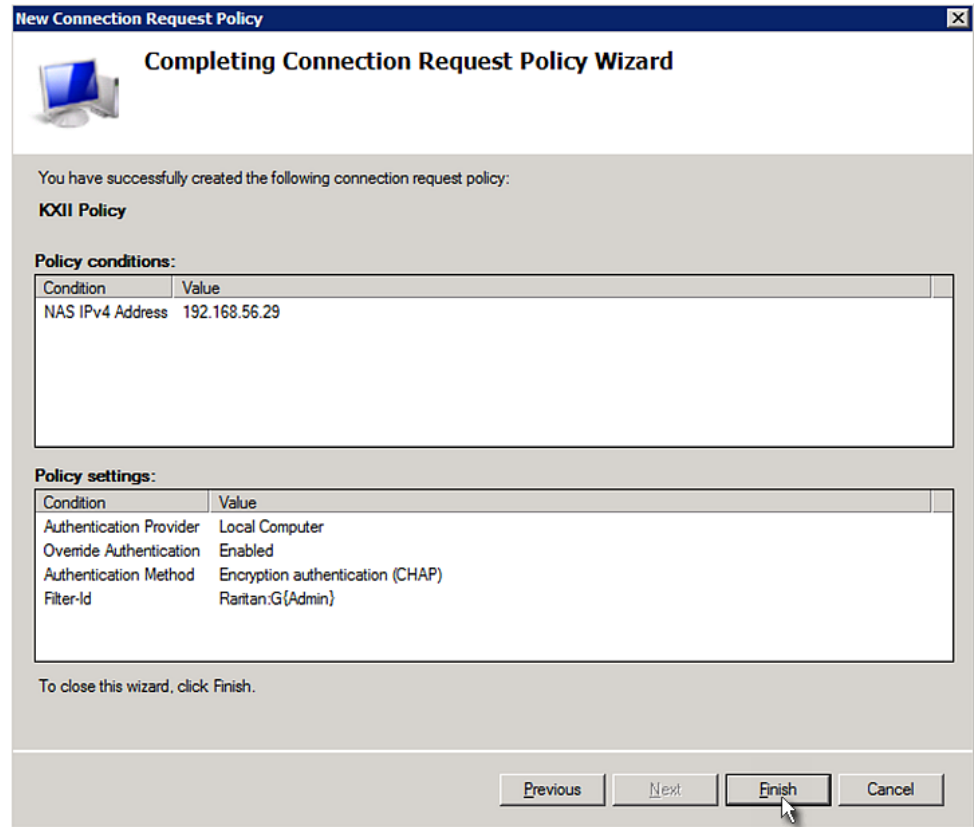 New Connection Request Policy
Completing Connection Request Policy Wizard
You have successfully created the following connection request policy:
KXII Policy
Policy conditions:
Condition Value
NAS IPv4 Address 192.168.56.29
Policy settings:
Condition Value
Authentication Provider Local Computer
Override Authentication Enabled
Authentication Method Encryption authentication (CHAP)
Filter-Id Raritan:G{Admin}
To close this wizard, click Finish.
Previous Next Finish Cancel